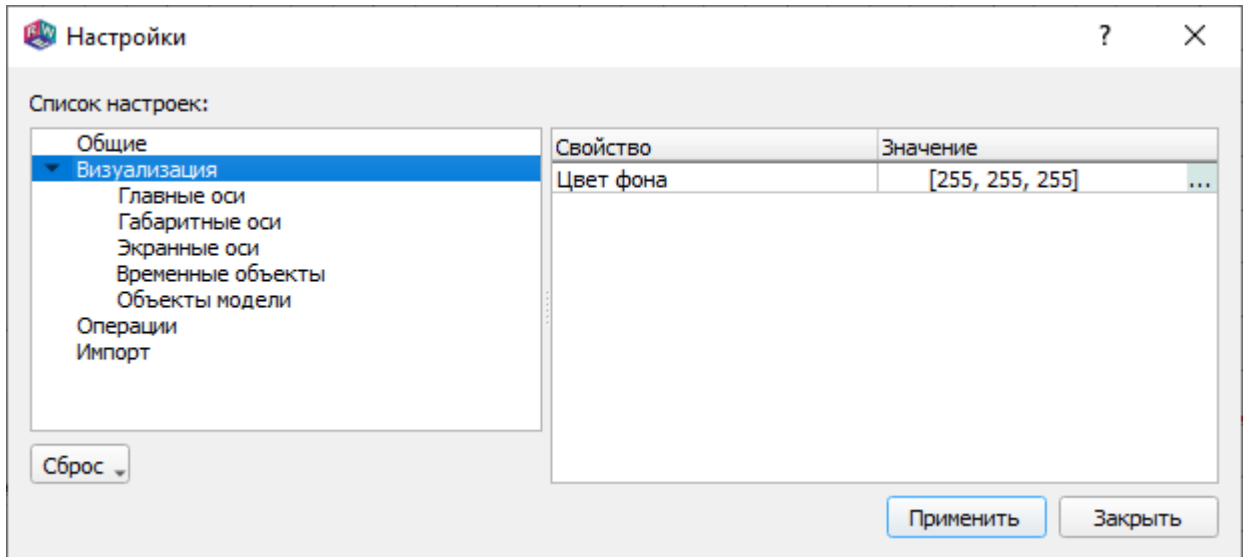 RW Настройки ?
Список настроек:
Общие
Визуализация
Главные оси
Габаритные оси
Экранные оси
Временные объекты
Объекты модели
Операции
Импорт
Свойство Значение
Цвет фона [255, 255, 255] ...
Сброс
Применить Закрыть